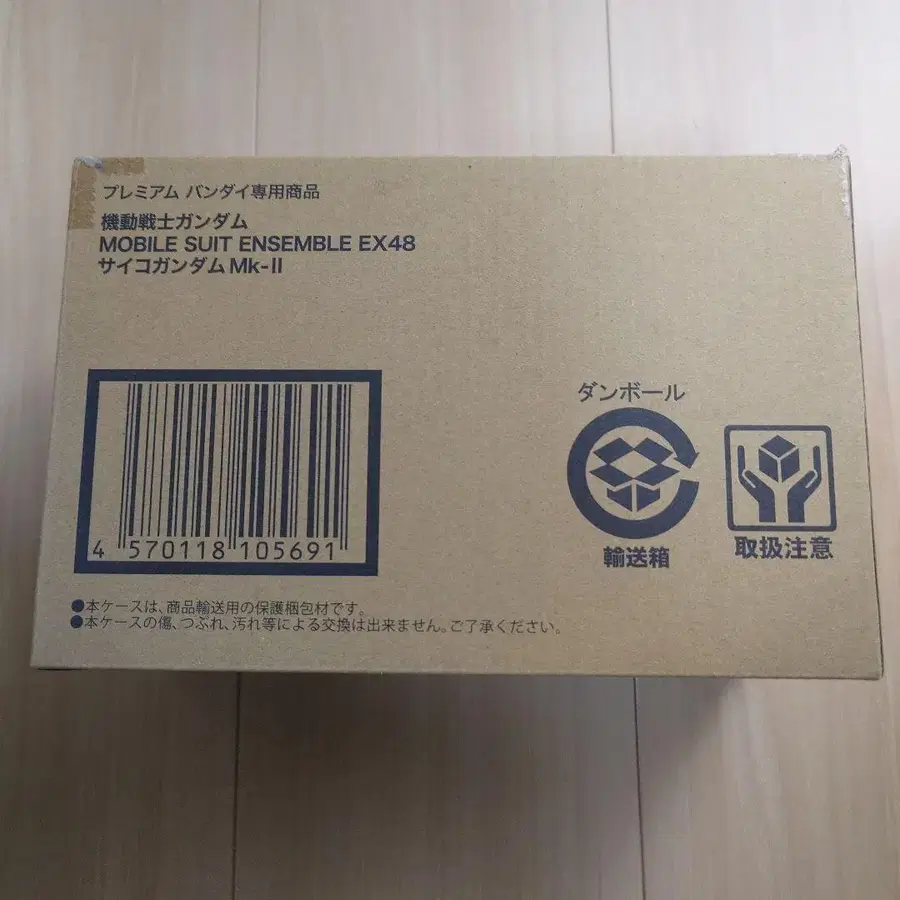 プレミアム バンダイ専用商品
機動戦士ガンダム
MOBILE SUIT ENSEMBLE EX48
サイコガンダムMk-II
ダンボール
輸送箱
取扱注意
4 570118 105691
●本ケースは、商品輸送用の保護梱包材です。
●本ケースの傷、つぶれ、汚れ等による交換は出来ません。ご了承ください。